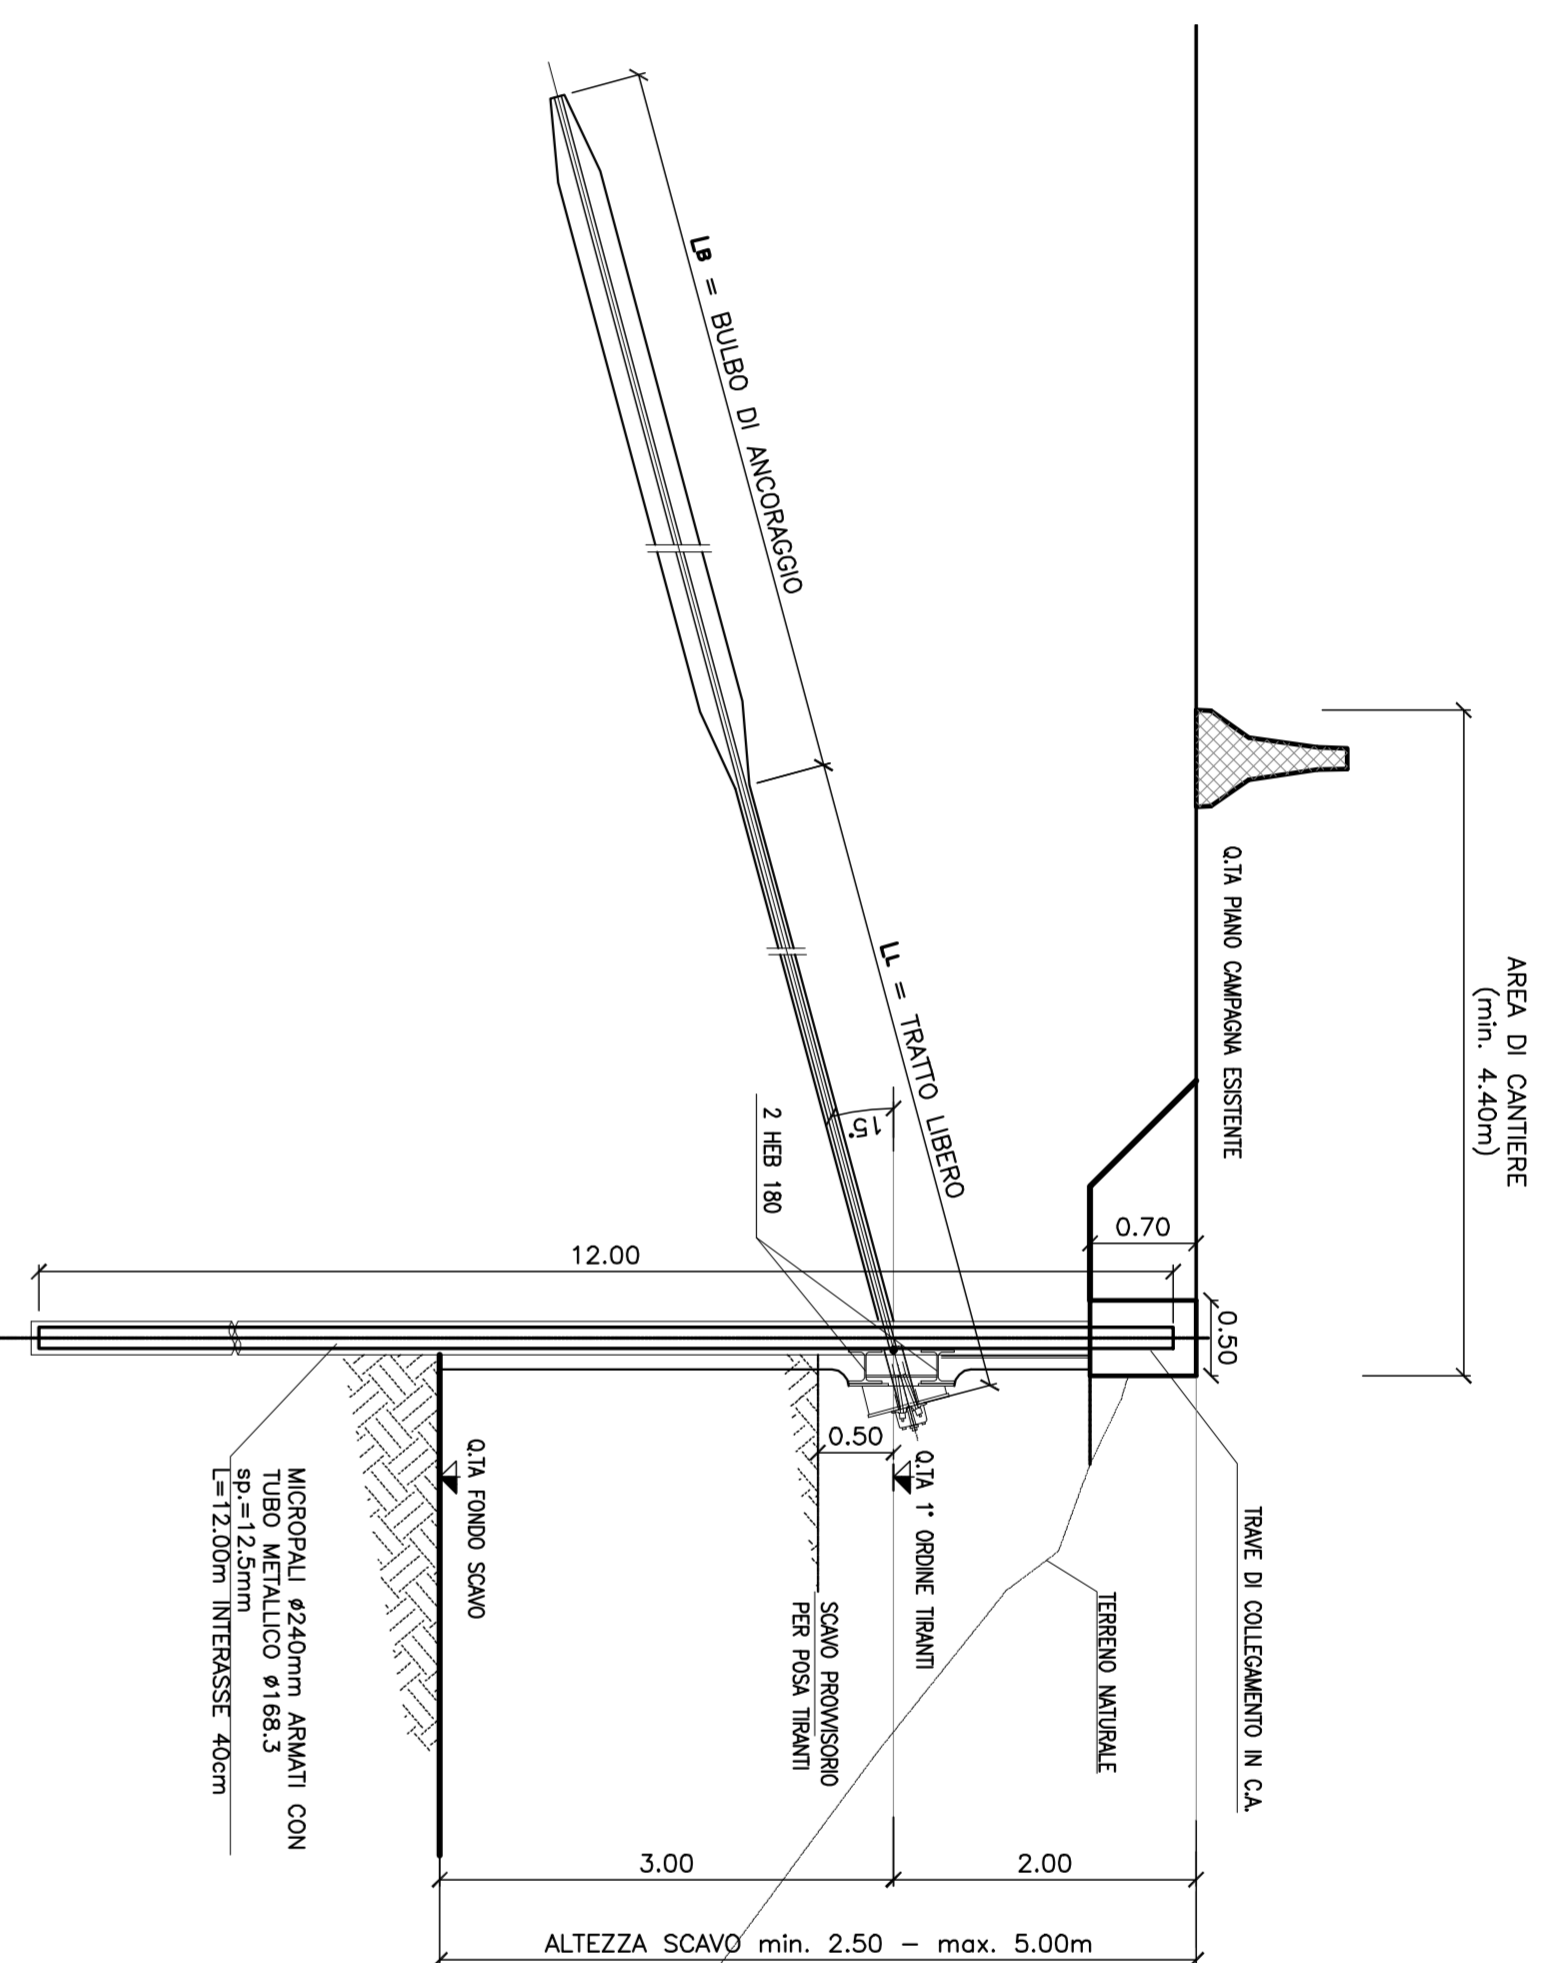 AREA DI CANTIERE
(min. 4.40m)
Q.TA PIANO CAMPAGNA ESISTENTE
LB = BULBO DI ANCORAGGIO
LL = TRATTO LIBERO
15°
2 HEB 180
0.70
0.50
12.00
0.50
Q.TA 1° ORDINE TIRANTI
TRAVE DI COLLEGAMENTO IN C.A.
TERRENO NATURALE
SCAVO PROVVISORIO
PER POSA TIRANTI
Q.TA FONDO SCAVO
MICROPALI ø240mm ARMATI CON
TUBO METALLICO ø168.3
sp.=12.5mm
L=12.00m INTERASSE 40cm
3.00
2.00
ALTEZZA SCAVO min. 2.50 – max. 5.00m